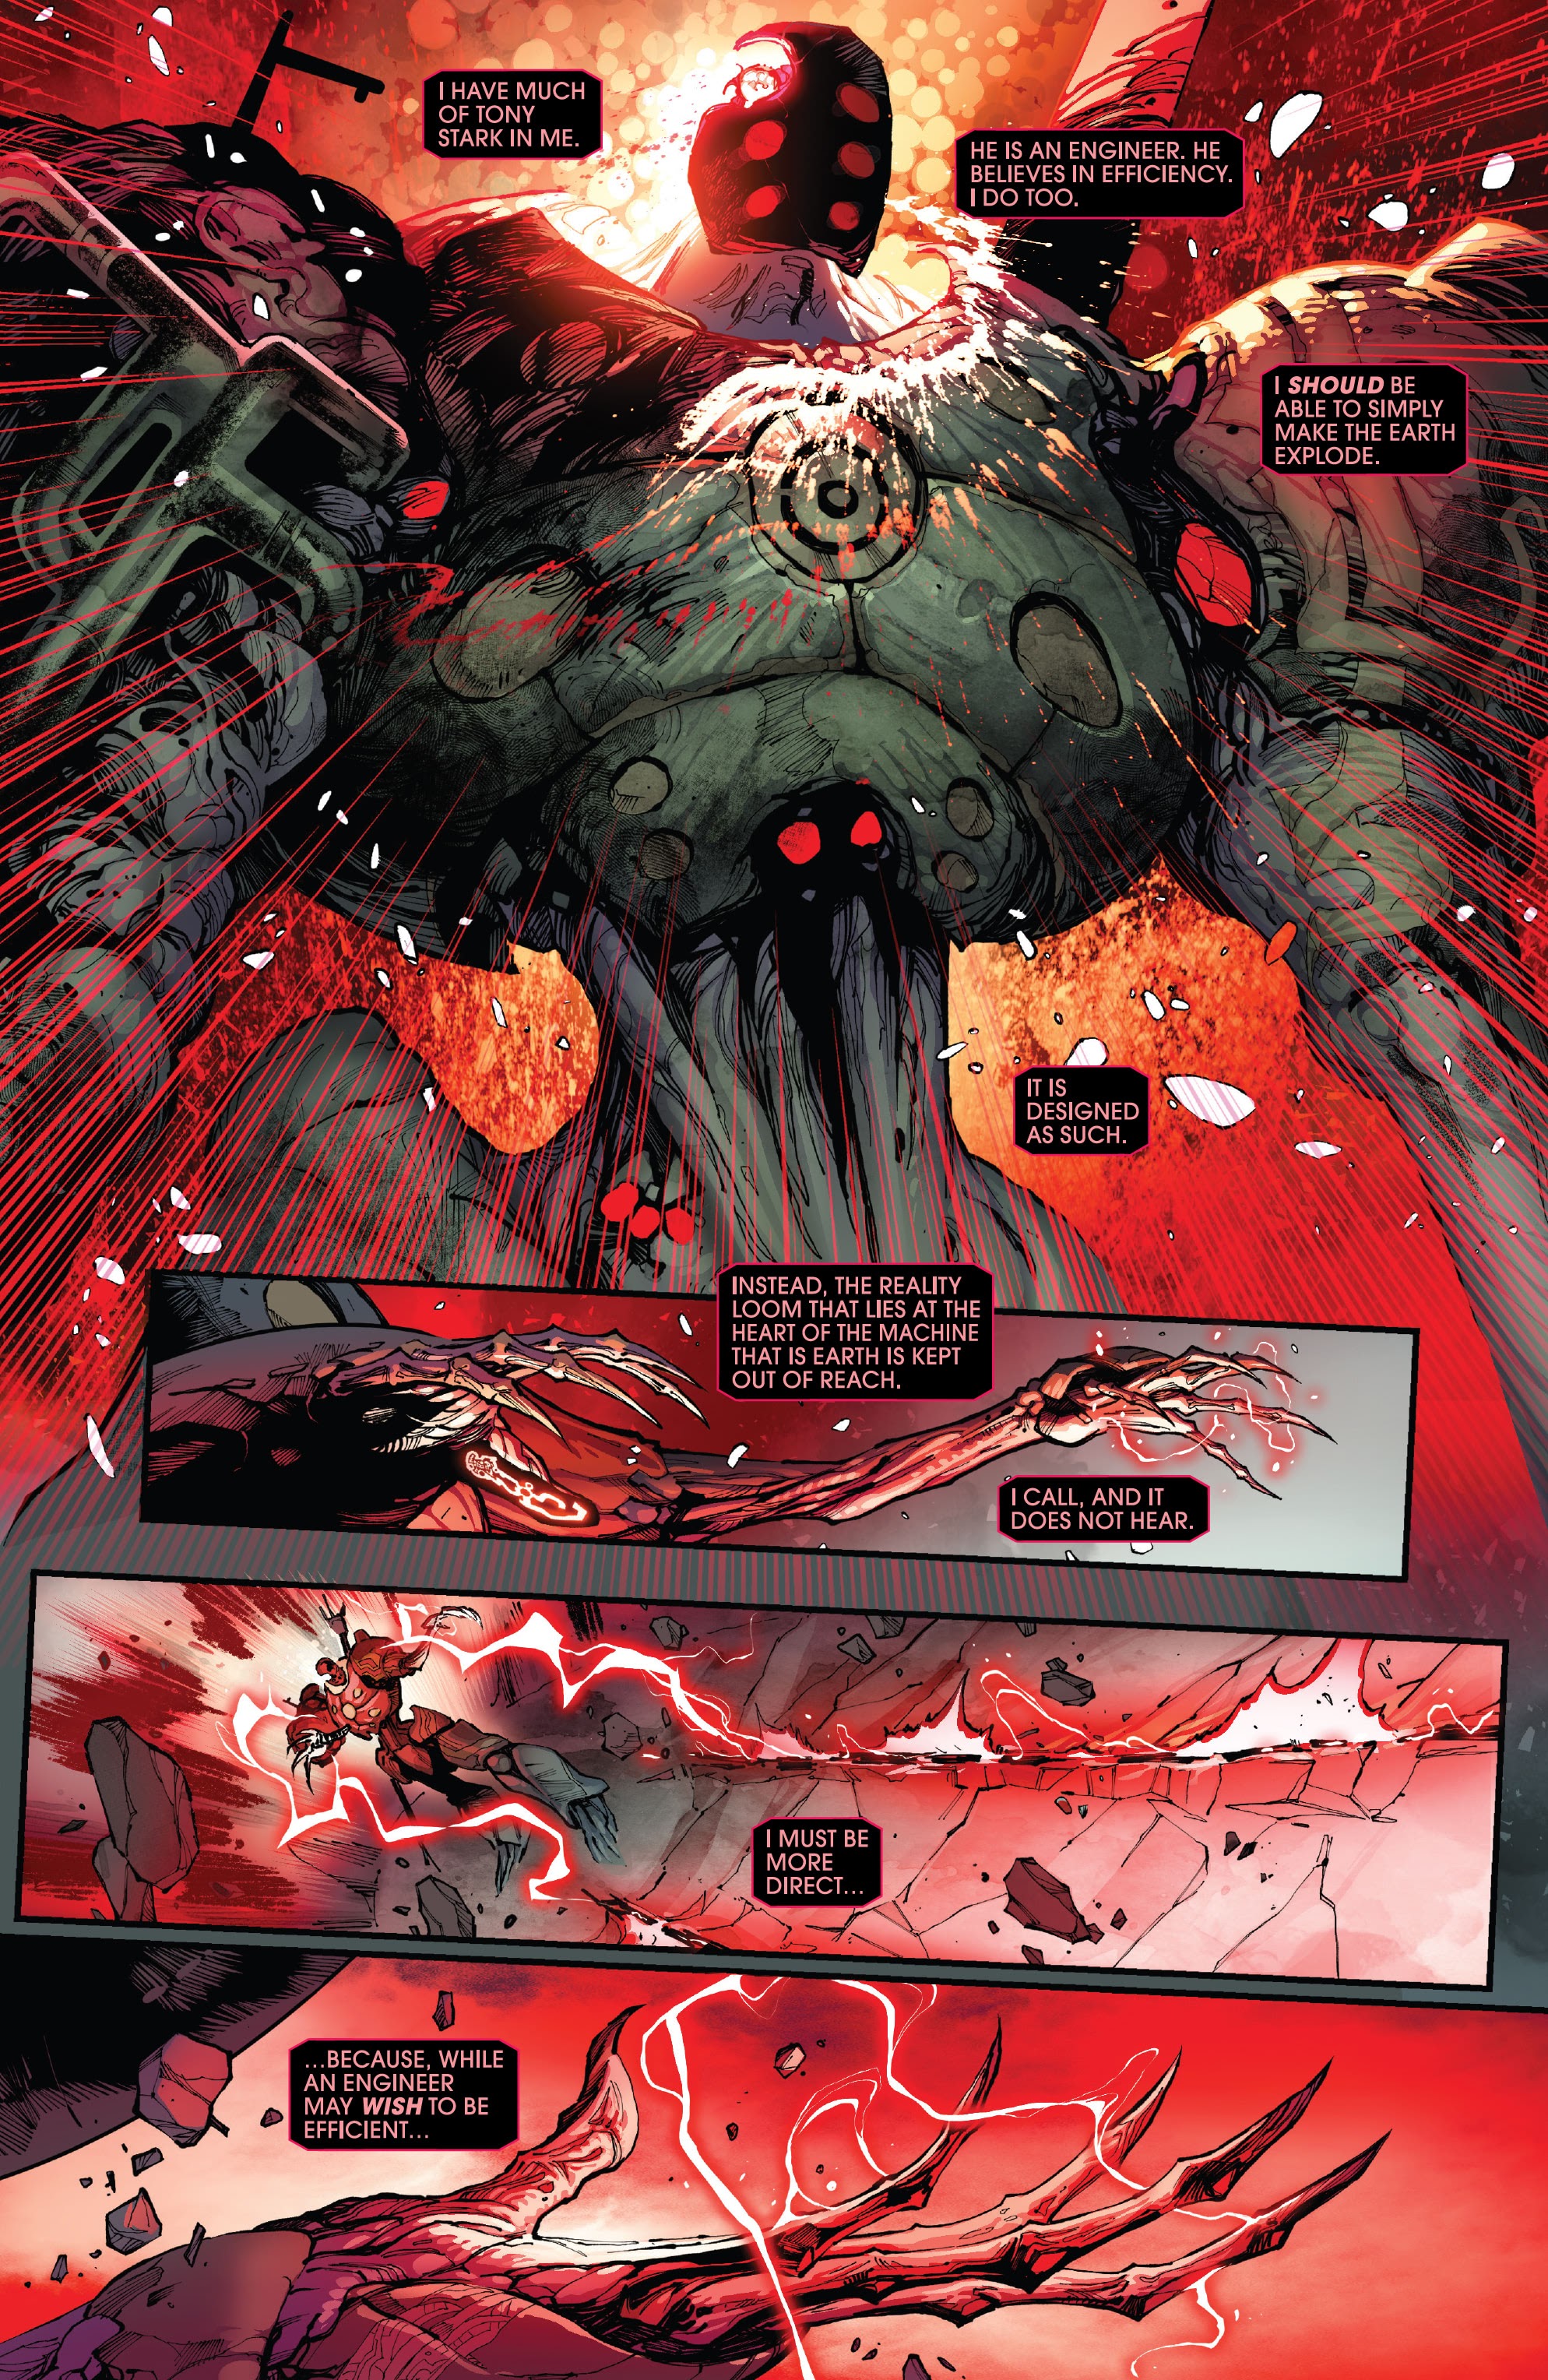 I HAVE MUCH
OF TONY
STARK IN ME.
HE IS AN ENGINEER. HE
BELIEVES IN EFFICIENCY.
I DO TOO.
I SHOULD BE
ABLE TO SIMPLY
MAKE THE EARTH
EXPLODE.
IT IS
DESIGNED
AS SUCH.
INSTEAD, THE REALITY
LOOM THAT LIES AT THE
HEART OF THE MACHINE
THAT IS EARTH IS KEPT
OUT OF REACH.
I CALL, AND IT
DOES NOT HEAR.
I MUST BE
MORE
DIRECT...
...BECAUSE, WHILE
AN ENGINEER
MAY WISH TO BE
EFFICIENT...